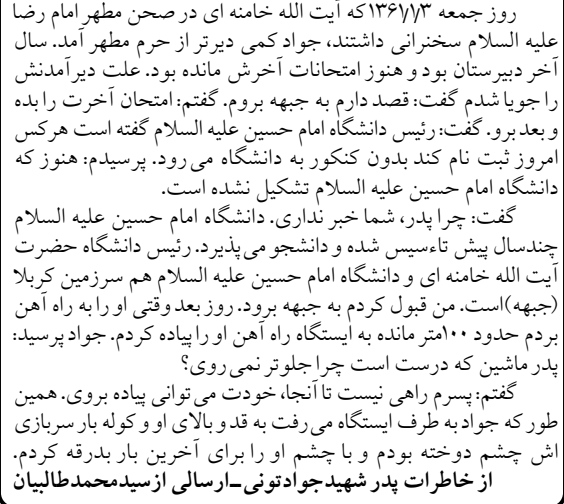 روز جمعه ۱۳۶۷/۱/۳ که آیت الله خامنه ای در صحن مطهر امام رضا
علیه السلام سخنرانی داشتند، جواد کمی دیرتر از حرم مطهر آمد. سال
آخر دبیرستان بود و هنوز امتحانات آخرش مانده بود. علت دیر آمدنش
را جویا شدم گفت: قصد دارم به جبهه بروم. گفتم: امتحان آخرت را بده
و بعد برو. گفت: رئیس دانشگاه امام حسین علیه السلام گفته است هرکس
امروز ثبت نام کند بدون کنکور به دانشگاه می رود. پرسیدم: هنوز که
دانشگاه امام حسین علیه السلام تشکیل نشده است.
گفت: چرا پدر، شما خبر نداری. دانشگاه امام حسین علیه السلام
چندسال پیش تاءسیس شده و دانشجو می پذیرد. رئیس دانشگاه حضرت
آیت الله خامنه ای و دانشگاه امام حسین علیه السلام هم سرزمین کربلا
(جبهه)است. من قبول کردم به جبهه برود. روز بعد وقتی او را به راه آهن
بردم حدود ۱۰۰متر مانده به ایستگاه راه آهن او را پیاده کردم. جواد پرسید:
پدر ماشین که درست است چرا جلوتر نمی روی؟
گفتم: پسرم راهی نیست تا آنجا، خودت می توانی پیاده بروی. همین
طور که جواد به طرف ایستگاه می رفت به قد و بالای او و کوله بار سربازی
اش چشم دوخته بودم و با چشم او را برای آخرین بار بدرقه کردم.
از خاطرات پدر شهید جواد تونی_ارسالی از سیدمحمد طالبیان